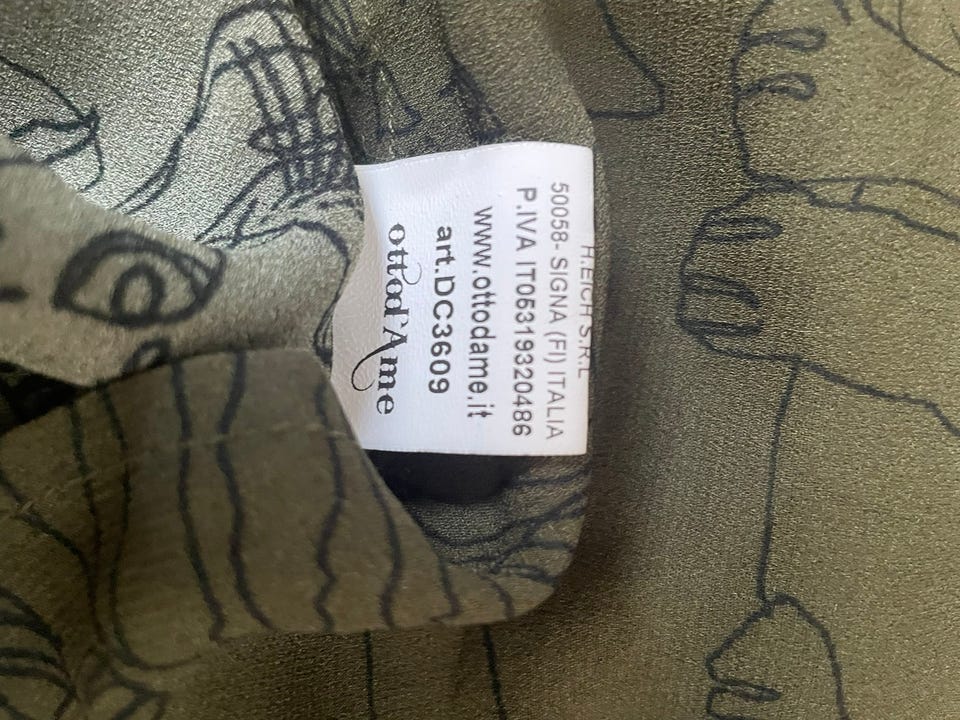 H.EICH S.R.L
50058-SIGNA (FI) ITALIA
P.IVA IT05319320486
www.ottodame.it
art.DC3609
ottod'Ame